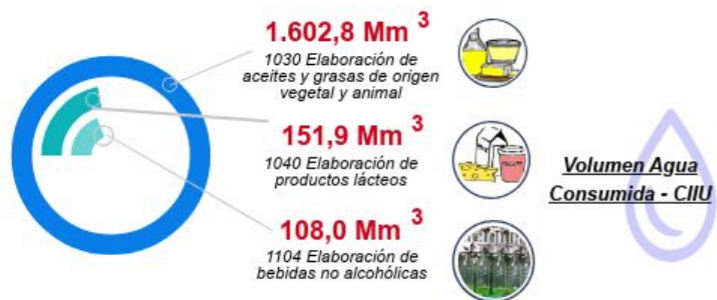 1.602,8 Mm 3
1030 Elaboración de
aceites y grasas de origen
vegetal y animal
151,9 Mm 3
1040 Elaboración de
productos lácteos
108,0 Mm 3
1104 Elaboración de
bebidas no alcohólicas
Volumen Agua
Consumida - CIIU